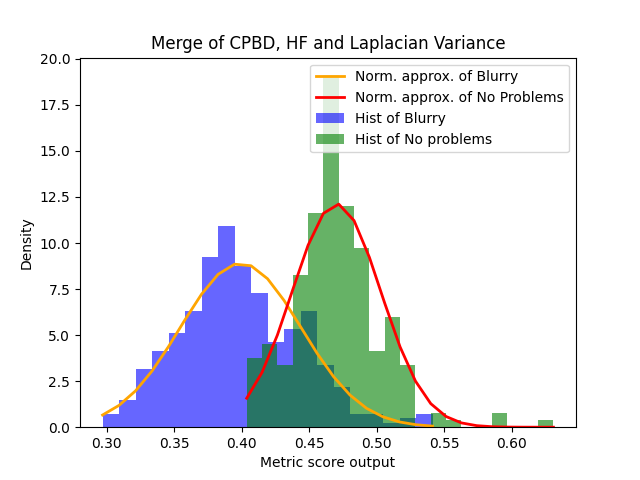 Merge of CPBD, HF and Laplacian Variance
Norm. approx. of Blurry
Norm. approx. of No Problems
Hist of Blurry
Hist of No problems
Density
20.0
17.5
15.0
12.5
10.0
7.5
5.0
2.5
0.0
0.30 0.35 0.40 0.45 0.50 0.55 0.60
Metric score output